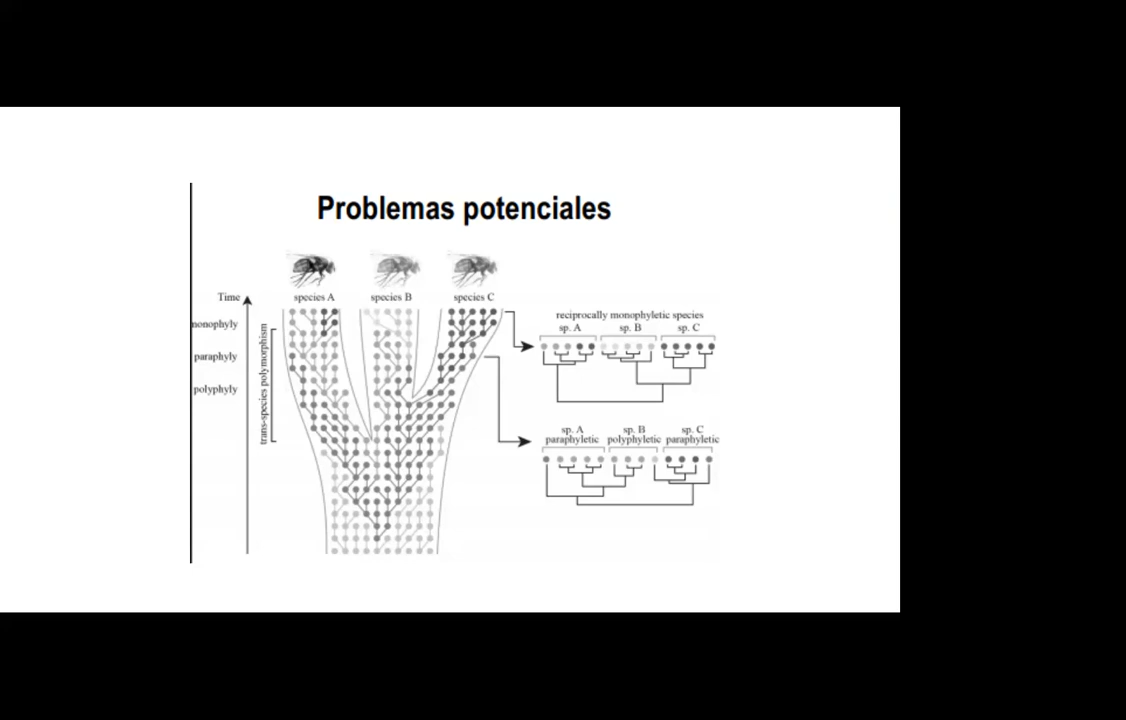 Problemas potenciales
Time
species A
species B
species C
monophyly
paraphyly
polyphyly
trans-species polymorphism
reciprocally monophyletic species
sp. A
sp. B
sp. C
sp. A
sp. B
sp. C
paraphyletic
polyphyletic
paraphyletic